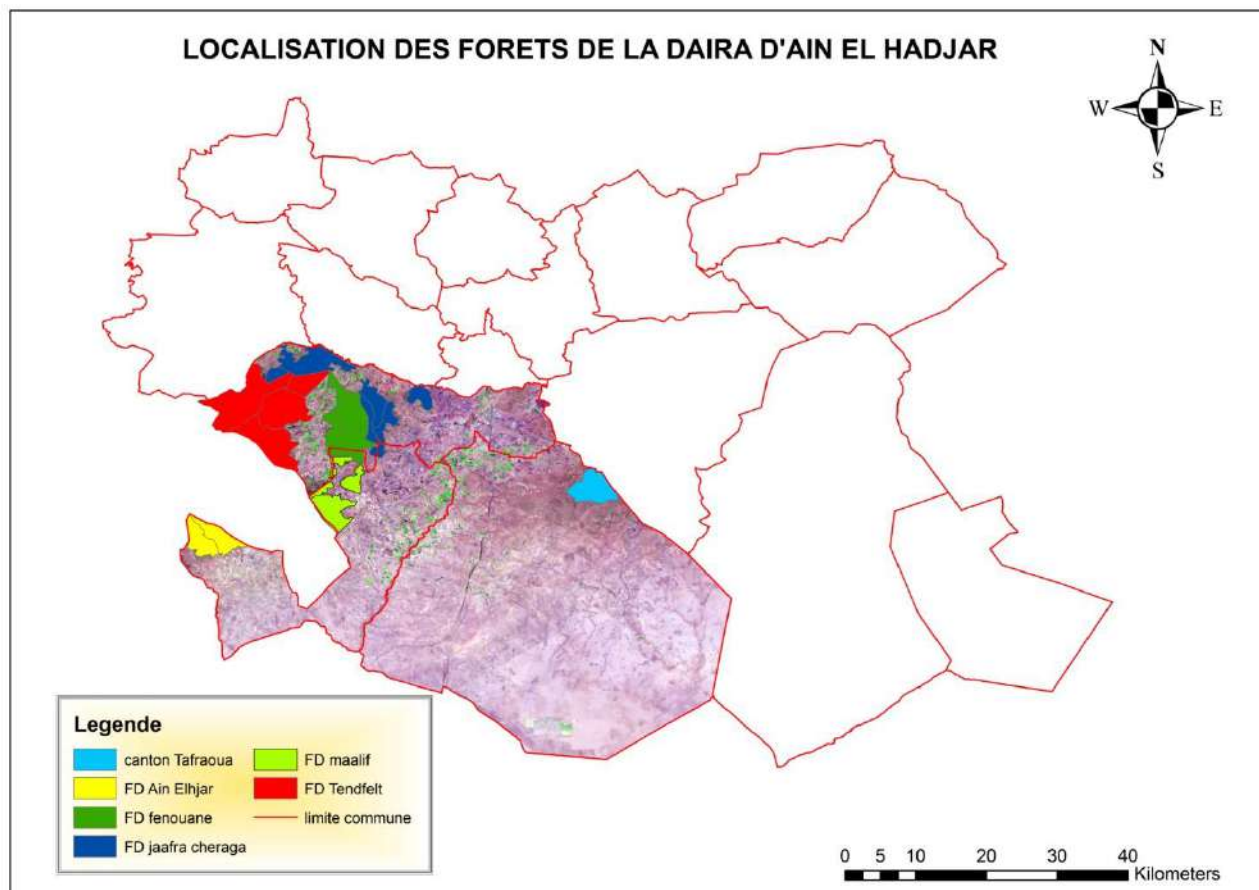 LOCALISATION DES FORETS DE LA DAIRA D'AIN EL HADJAR
N
W E
S
Legende
canton Tafraoua
FD Ain Elhjar
FD fenouane
FD jaafra cheraga
FD maalif
FD Tendfelt
limite commune
0 5 10 20 30 40
Kilometers